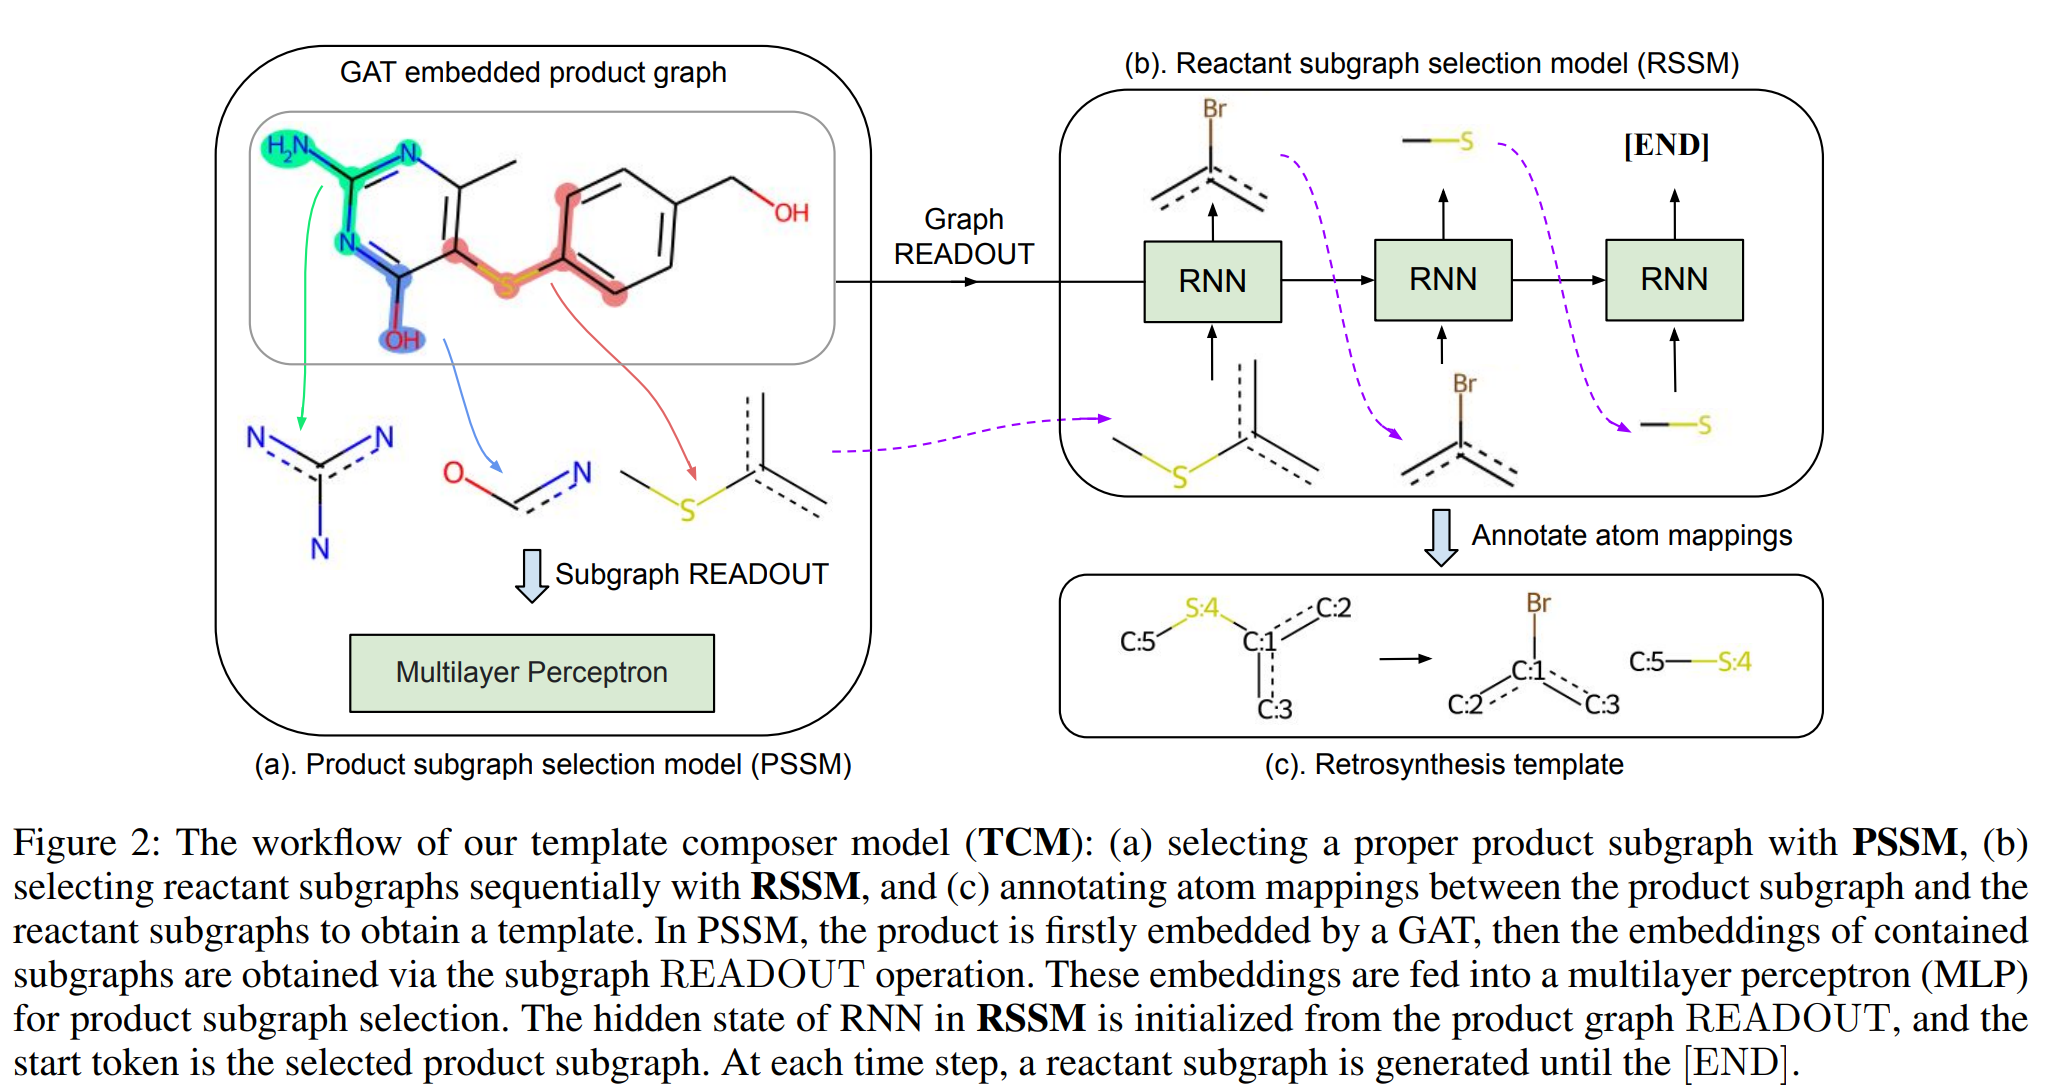 GAT embedded product graph
H2N
N
N
S
OH
OH
N
N
N
O
N
S
Subgraph READOUT
Multilayer Perceptron
(a). Product subgraph selection model (PSSM)
Graph
READOUT
(b). Reactant subgraph selection model (RSSM)
Br
S
[END]
RNN
RNN
RNN
S
Br
S
Annotate atom mappings
C:5
S:4
C:1
C:2
C:3
Br
C:1
C:2
C:3
C:5
S:4
(c). Retrosynthesis template
Figure 2: The workflow of our template composer model (TCM): (a) selecting a proper product subgraph with PSSM, (b)
selecting reactant subgraphs sequentially with RSSM, and (c) annotating atom mappings between the product subgraph and the
reactant subgraphs to obtain a template. In PSSM, the product is firstly embedded by a GAT, then the embeddings of contained
subgraphs are obtained via the subgraph READOUT operation. These embeddings are fed into a multilayer perceptron (MLP)
for product subgraph selection. The hidden state of RNN in RSSM is initialized from the product graph READOUT, and the
start token is the selected product subgraph. At each time step, a reactant subgraph is generated until the [END].